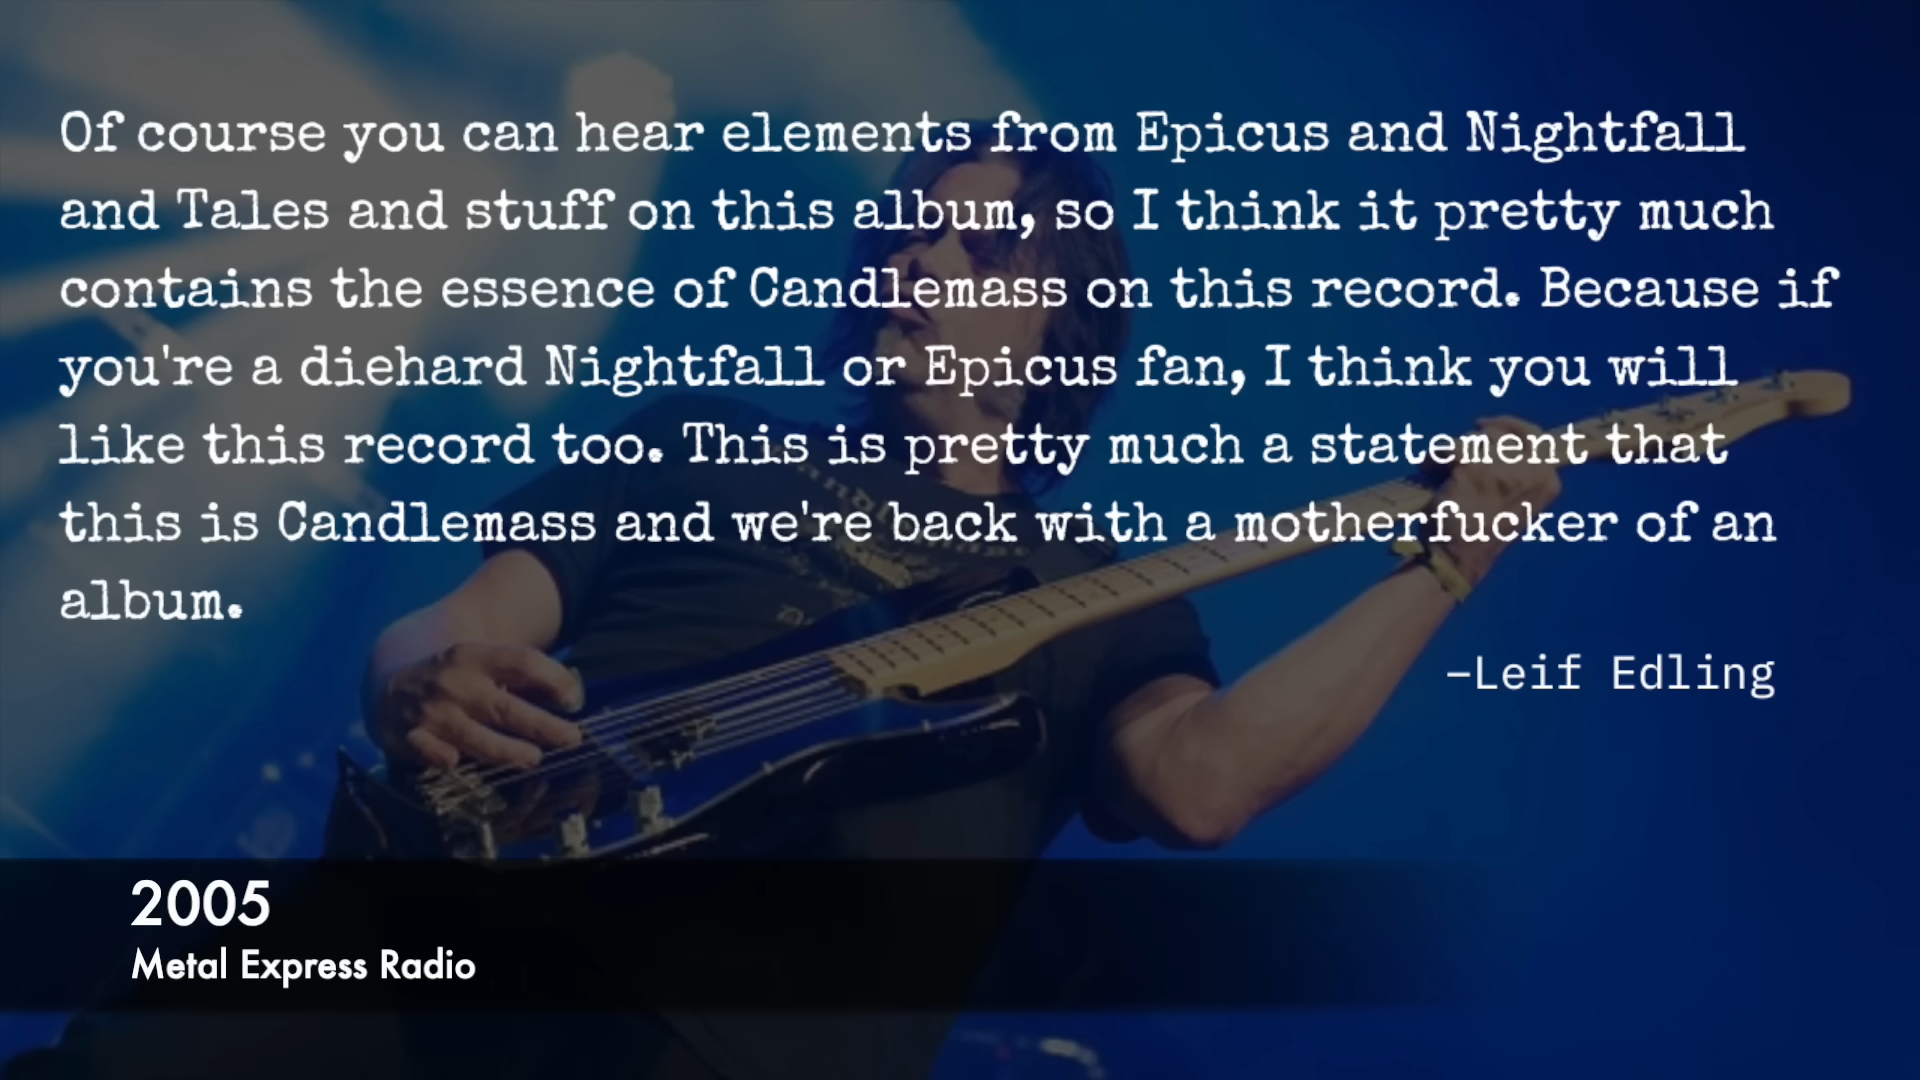 Of course you can hear elements from Epicus and Nightfall
and Tales and stuff on this album, so I think it pretty much
contains the essence of Candlemass on this record. Because if
you're a diehard Nightfall or Epicus fan, I think you will
like this record too. This is pretty much a statement that
this is Candlemass and we're back with a motherfucker of an
album.
–Leif Edling
2005
Metal Express Radio